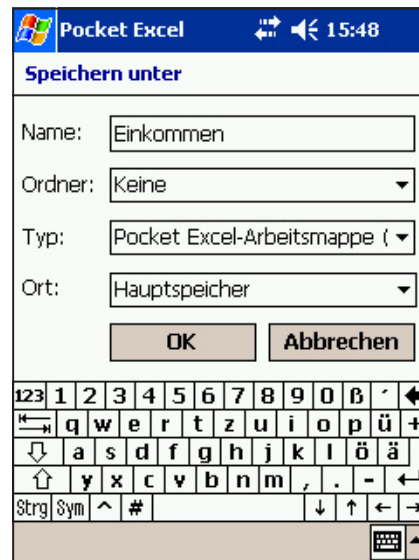 Pocket Excel 15:48
Speichern unter
Name: Einkommen
Ordner: Keine
Typ: Pocket Excel-Arbeitsmappe (
Ort: Hauptspeicher
OK Abbrechen
123 1 2 3 4 5 6 7 8 9 0 ß ´
q w e r t z u i o p ü +
a s d f g h j k l ö ä
y x c v b n m , . -
Strg Sym ^ #